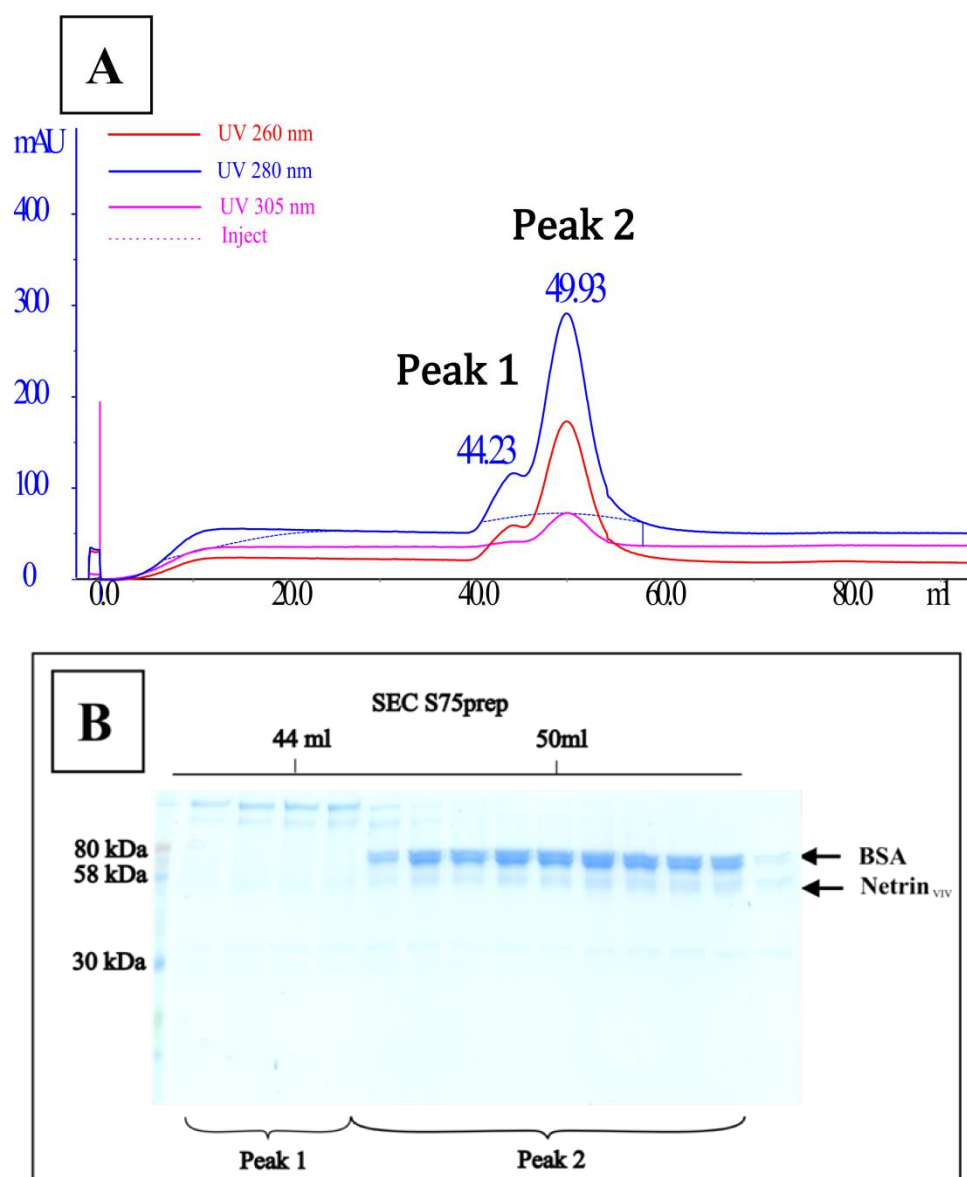 A
mAU
UV 260 nm
UV 280 nm
UV 305 nm
Inject
400
300
200
100
0
Peak 2
49.93
Peak 1
44.23
0.0 20.0 40.0 60.0 80.0 ml
B
SEC S75prep
44 ml 50ml
80 kDa
58 kDa
30 kDa
BSA
Netrin VIV
Peak 1 Peak 2